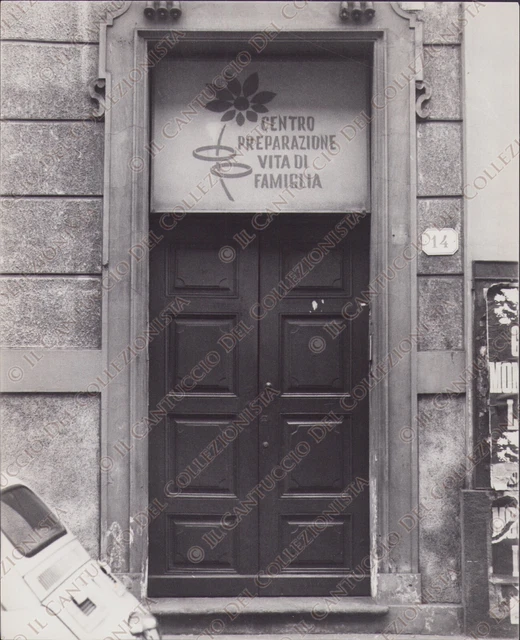 CENTRO
PREPARAZIONE
VITA DI
FAMIGLIA
14
© IL CANTUCCIO DEL COLLEZIONISTA